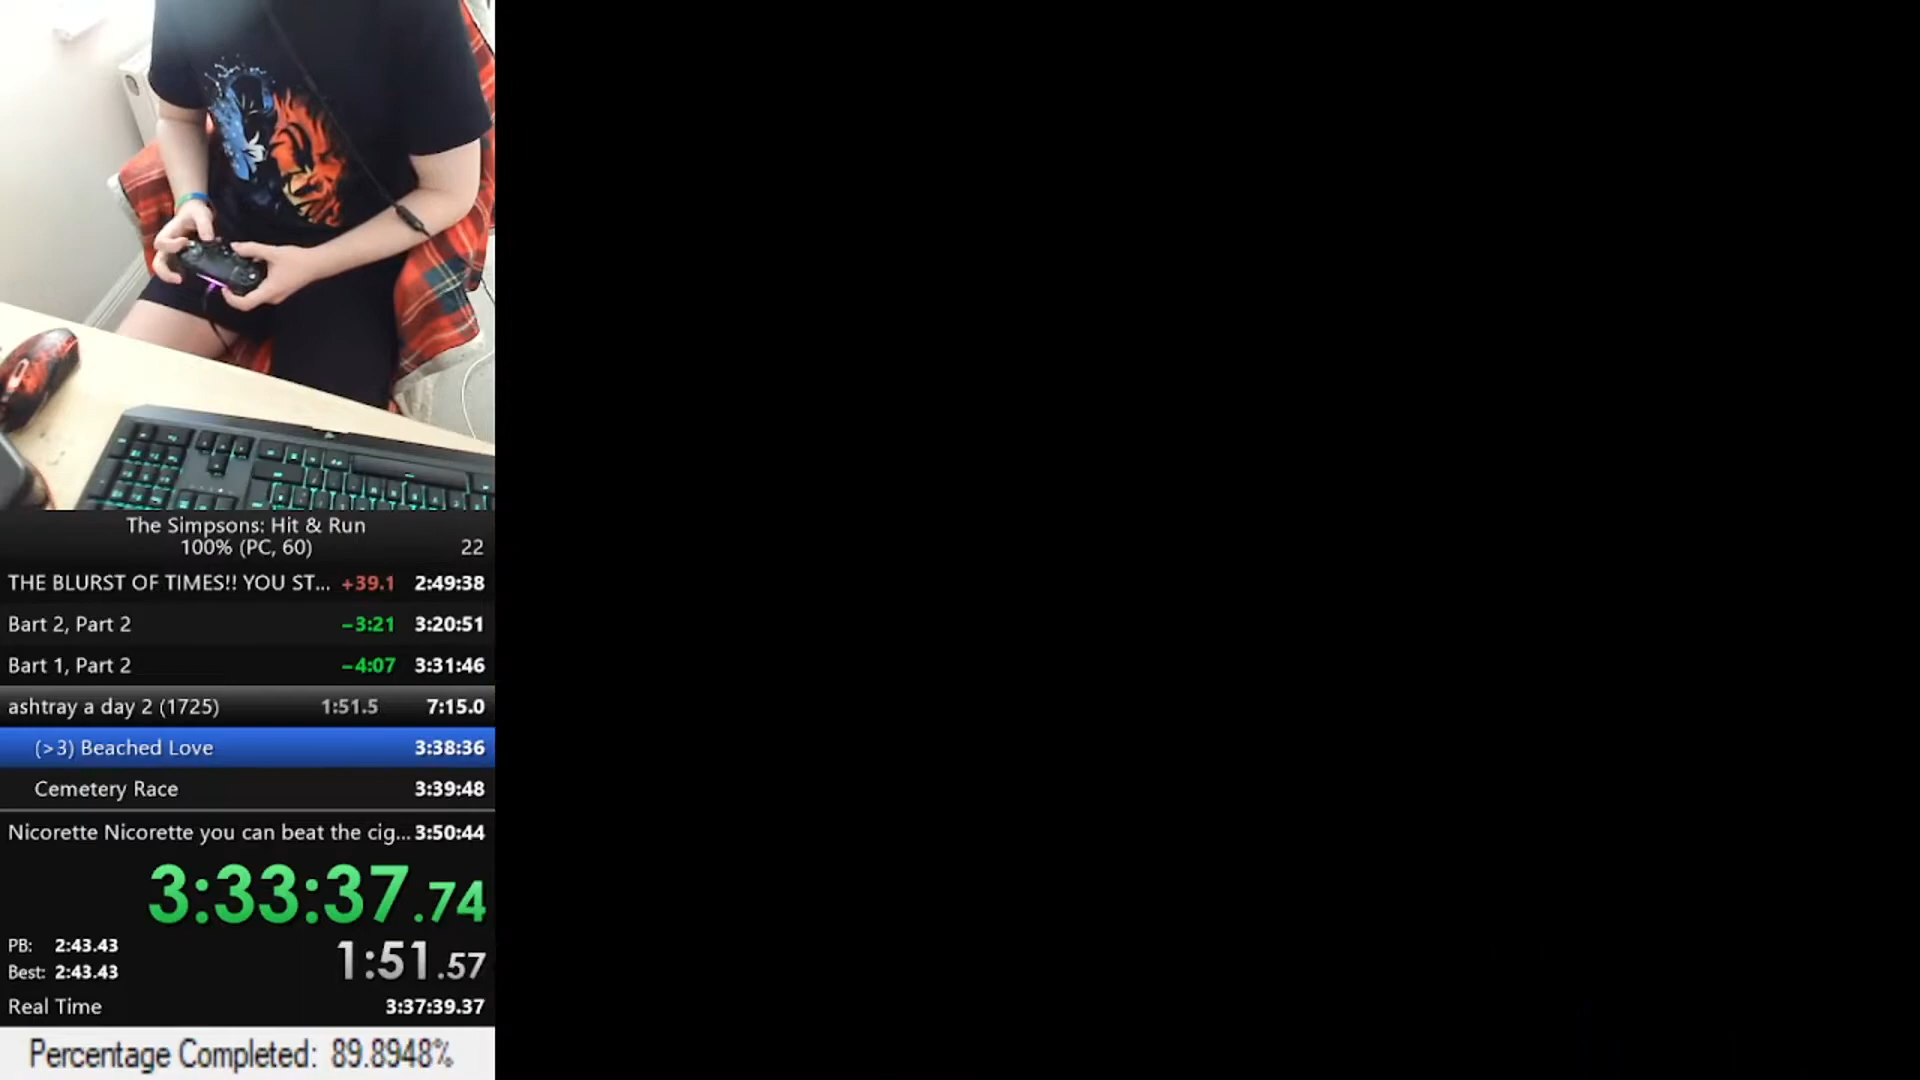 The Simpsons: Hit & Run
100% (PC, 60) 22
THE BLURST OF TIMES!! YOU ST... +39.1 2:49:38
Bart 2, Part 2 −3:21 3:20:51
Bart 1, Part 2 −4:07 3:31:46
ashtray a day 2 (1725) 1:51.5 7:15.0
(>3) Beached Love 3:38:36
Cemetery Race 3:39:48
Nicorette Nicorette you can beat the cig... 3:50:44
3:33:37.74
PB: 2:43.43
1:51.57
Best: 2:43.43
Real Time 3:37:39.37
Percentage Completed: 89.8948%